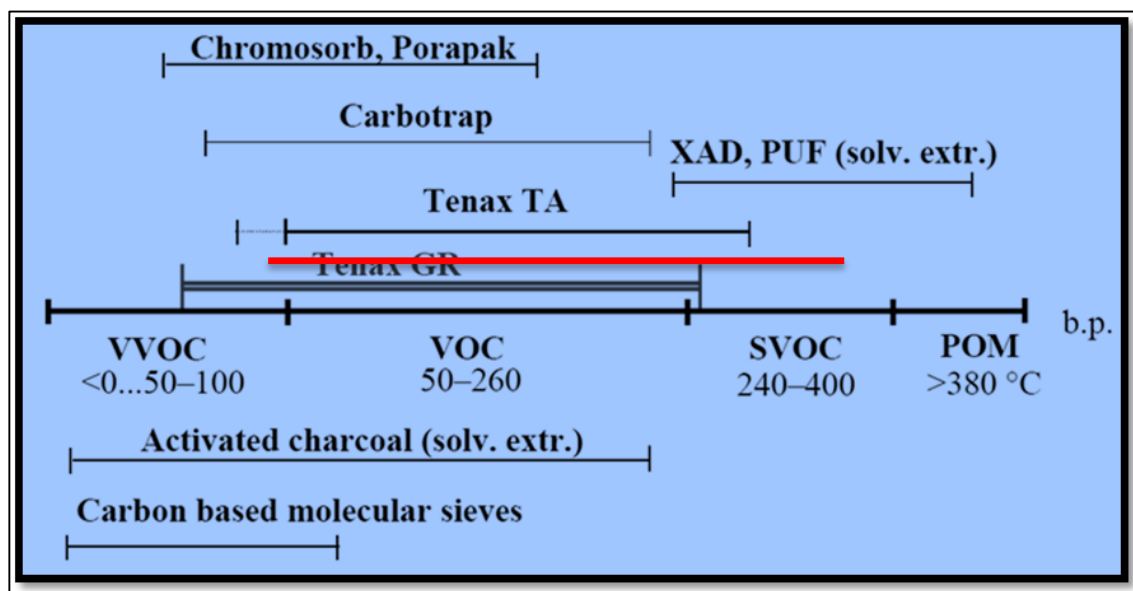 Chromosorb, Porapak
Carbotrap
XAD, PUF (solv. extr.)
Tenax TA
Tenax GR
b.p.
VVOC VOC SVOC POM
<0...50–100 50–260 240–400 >380 °C
Activated charcoal (solv. extr.)
Carbon based molecular sieves